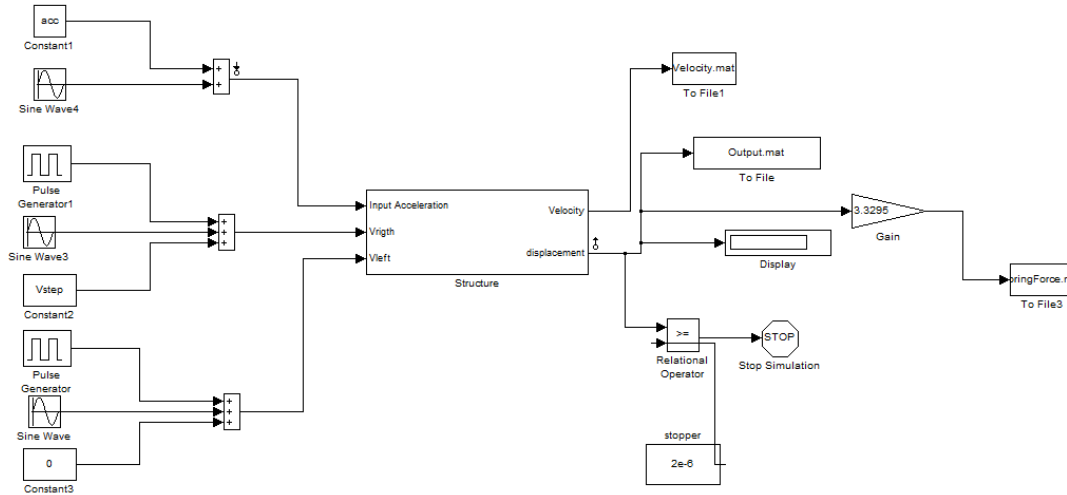 acc
Constant1
+
+
Sine Wave4
Velocity.mat
To File1
Output.mat
To File
Pulse
Generator1
+
+
+
Sine Wave3
Vstep
Constant2
Input Acceleration
Vrigth
Vleft
Velocity
displacement
Structure
3.3295
Gain
Display
oringForce.m
To File3
Pulse
Generator
+
+
+
Sine Wave
0
Constant3
>=
Relational
Operator
STOP
Stop Simulation
stopper
2e-6